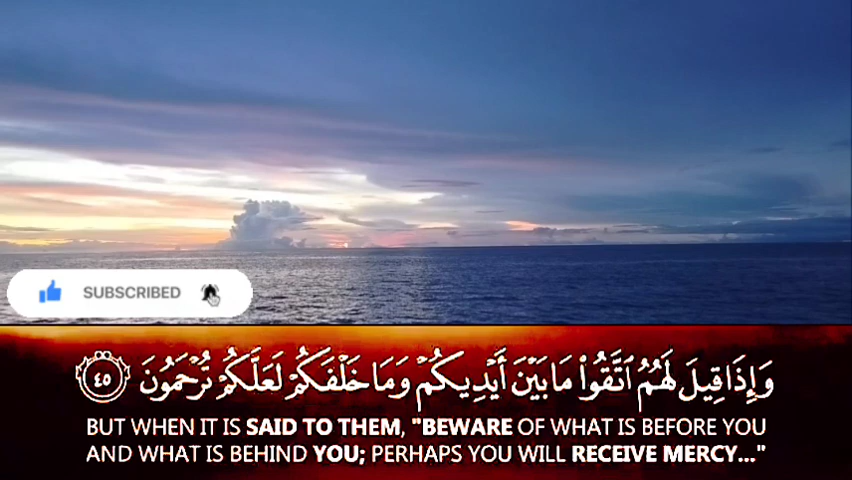 SUBSCRIBED
وَإِذَا قِيلَ لَهُمُ ٱتَّقُوا۟ مَا بَيْنَ أَيْدِيكُمْ وَمَا خَلْفَكُمْ لَعَلَّكُمْ تُرْحَمُونَ ٤٥
BUT WHEN IT IS SAID TO THEM, "BEWARE OF WHAT IS BEFORE YOU
AND WHAT IS BEHIND YOU; PERHAPS YOU WILL RECEIVE MERCY..."